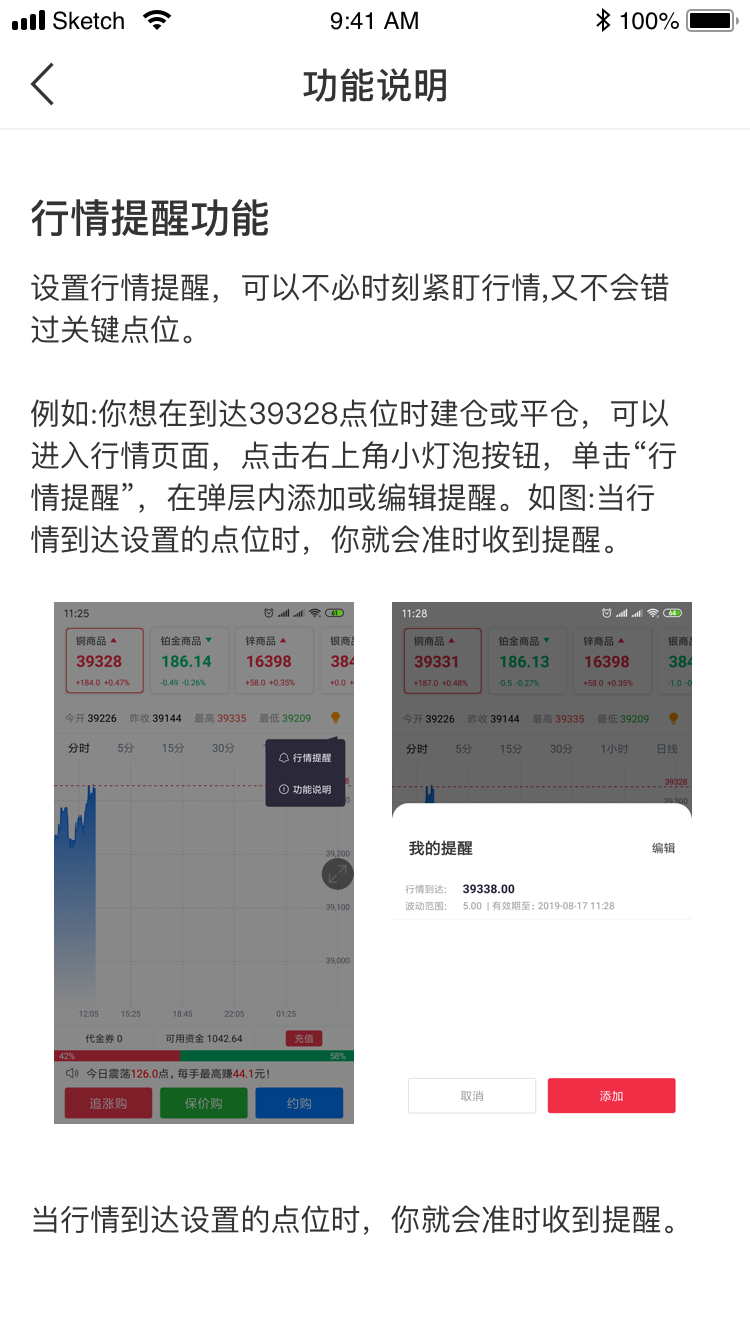 Sketch 9:41 AM 100%
功能说明
行情提醒功能
设置行情提醒，可以不必时刻紧盯行情,又不会错
过关键点位。
例如:你想在到达39328点位时建仓或平仓，可以
进入行情页面，点击右上角小灯泡按钮，单击“行
情提醒”，在弹层内添加或编辑提醒。如图:当行
情到达设置的点位时，你就会准时收到提醒。
11:25 61
铜商品 铂金商品 锌商品 银商
39328 186.14 16398 384
+184.0 +0.47% -0.49 -0.26% +58.0 +0.35% +0.0
今开 39226 昨收 39144 最高 39335 最低 39209
分时 5分 15分 30分
行情提醒
功能说明
39,200
39,100
39,000
12:05 15:25 18:45 22:05 01:25
代金券 0 可用资金 1042.64 充值
42% 58%
今日震荡126.0点，每手最高赚44.1元！
追涨购 保价购 约购
11:28 64
铜商品 铂金商品 锌商品 银商
39331 186.13 16398 384
+187.0 +0.48% -0.5 -0.27% +58.0 +0.35% -1.0
今开 39226 昨收 39144 最高 39335 最低 39209
分时 5分 15分 30分 1小时 日线
39328
39,300
我的提醒 编辑
行情到达: 39338.00
波动范围: 5.00 | 有效期至: 2019-08-17 11:28
取消 添加
当行情到达设置的点位时，你就会准时收到提醒。